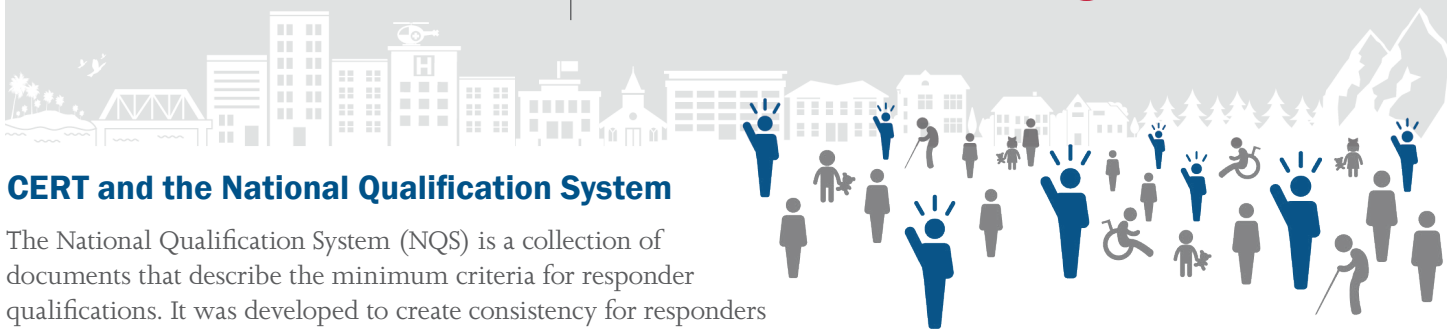 H
CERT and the National Qualification System
The National Qualification System (NQS) is a collection of
documents that describe the minimum criteria for responder
qualifications. It was developed to create consistency for responders